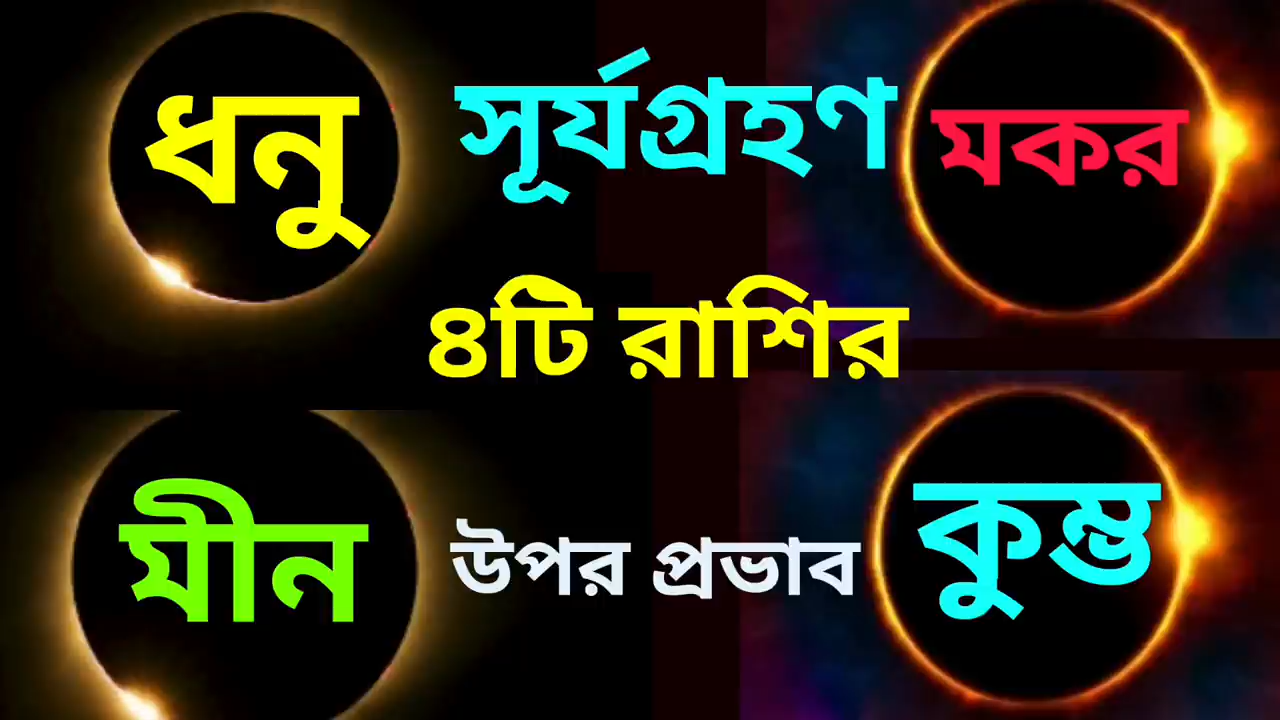 ধনু
সূর্যগ্রহণ
মকর
৪টি রাশির
মীন
উপর প্রভাব
কুম্ভ